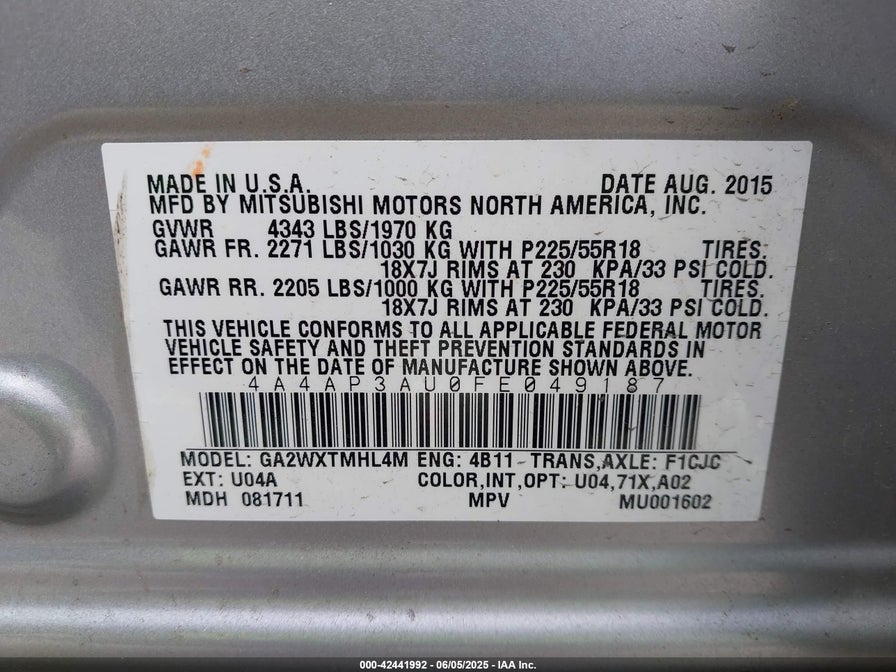 MADE IN U.S.A. DATE AUG. 2015
MFD BY MITSUBISHI MOTORS NORTH AMERICA, INC.
GVWR 4343 LBS/1970 KG
GAWR FR. 2271 LBS/1030 KG WITH P225/55R18 TIRES.
18X7J RIMS AT 230 KPA/33 PSI COLD.
GAWR RR. 2205 LBS/1000 KG WITH P225/55R18 TIRES.
18X7J RIMS AT 230 KPA/33 PSI COLD.
THIS VEHICLE CONFORMS TO ALL APPLICABLE FEDERAL MOTOR
VEHICLE SAFETY AND THEFT PREVENTION STANDARDS IN
EFFECT ON THE DATE OF MANUFACTURE SHOWN ABOVE.
4A4AP3AU0FE049187
MODEL: GA2WXTMHL4M ENG: 4B11 TRANS,AXLE: F1CJC
EXT: U04A COLOR,INT,OPT: U04,71X,A02
MDH 081711 MPV MU001602
000-42441992 - 06/05/2025 - IAA Inc.